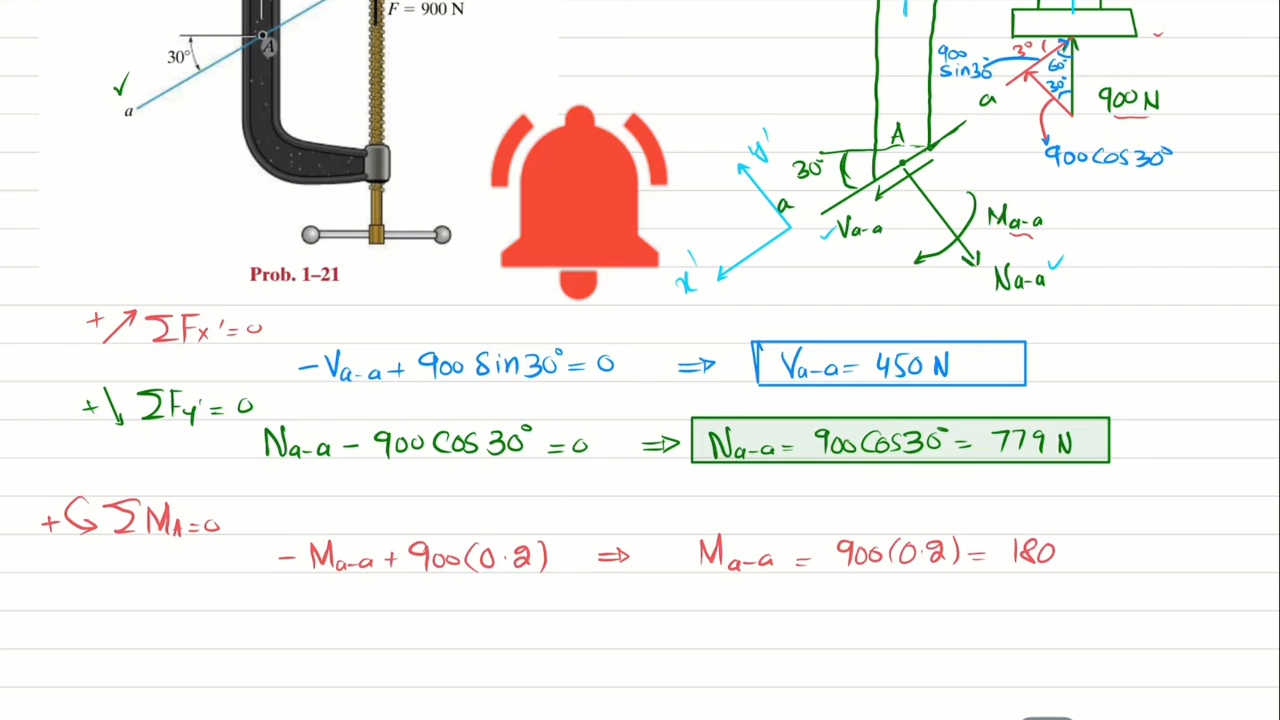 F = 900 N
A
30°
a
Prob. 1–21
900 sin30°
60°
30°
a
900 N
900 cos 30°
A
30°
y'
a
Va-a
Ma-a
x'
Na-a
+ ΣFx' = 0
-Va-a + 900 Sin 30° = 0 ⇒ Va-a = 450 N
+ ΣFy' = 0
Na-a - 900 Cos 30° = 0 ⇒ Na-a = 900 Cos 30° = 779 N
+ ΣMA = 0
- Ma-a + 900 (0.2) ⇒ Ma-a = 900 (0.2) = 180